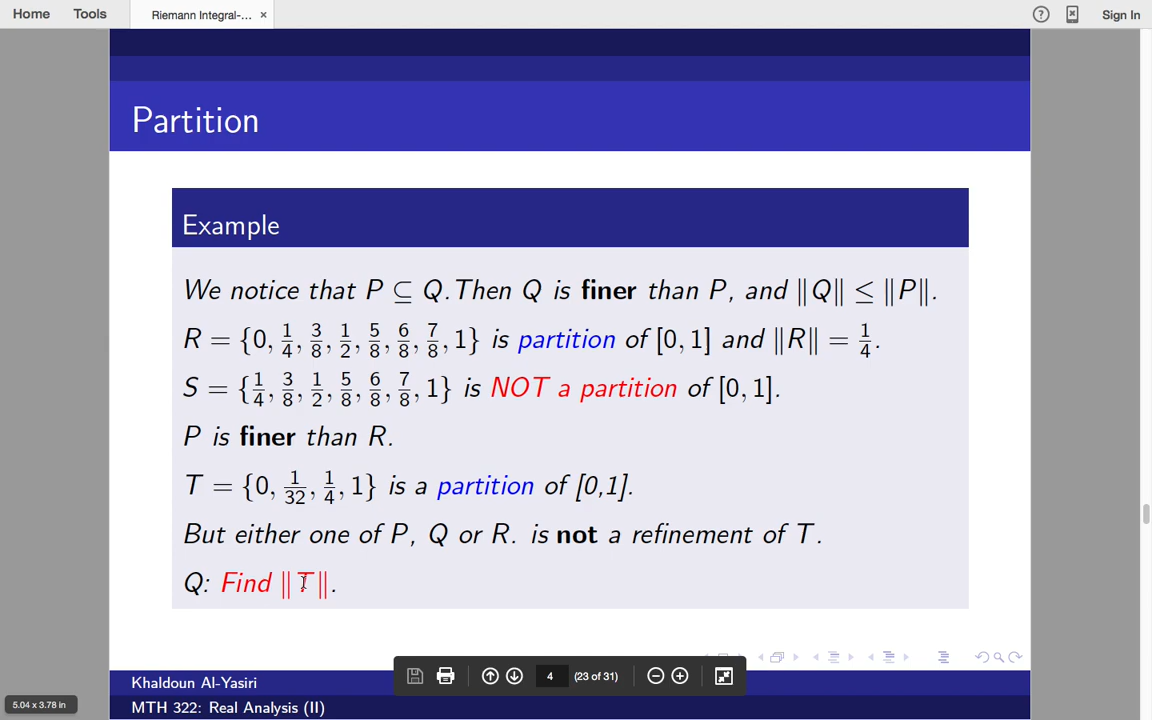 Home Tools Riemann Integral-... × ? Sign In
Partition
Example
We notice that P ⊆ Q.Then Q is finer than P, and ‖Q‖ ≤ ‖P‖.
R = {0, 1/4, 3/8, 1/2, 5/8, 6/8, 7/8, 1} is partition of [0, 1] and ‖R‖ = 1/4.
S = {1/4, 3/8, 1/2, 5/8, 6/8, 7/8, 1} is NOT a partition of [0, 1].
P is finer than R.
T = {0, 1/32, 1/4, 1} is a partition of [0,1].
But either one of P, Q or R. is not a refinement of T.
Q: Find ‖T‖.
4 (23 of 31)
Khaldoun Al-Yasiri
5.04 x 3.78 in
MTH 322: Real Analysis (II)